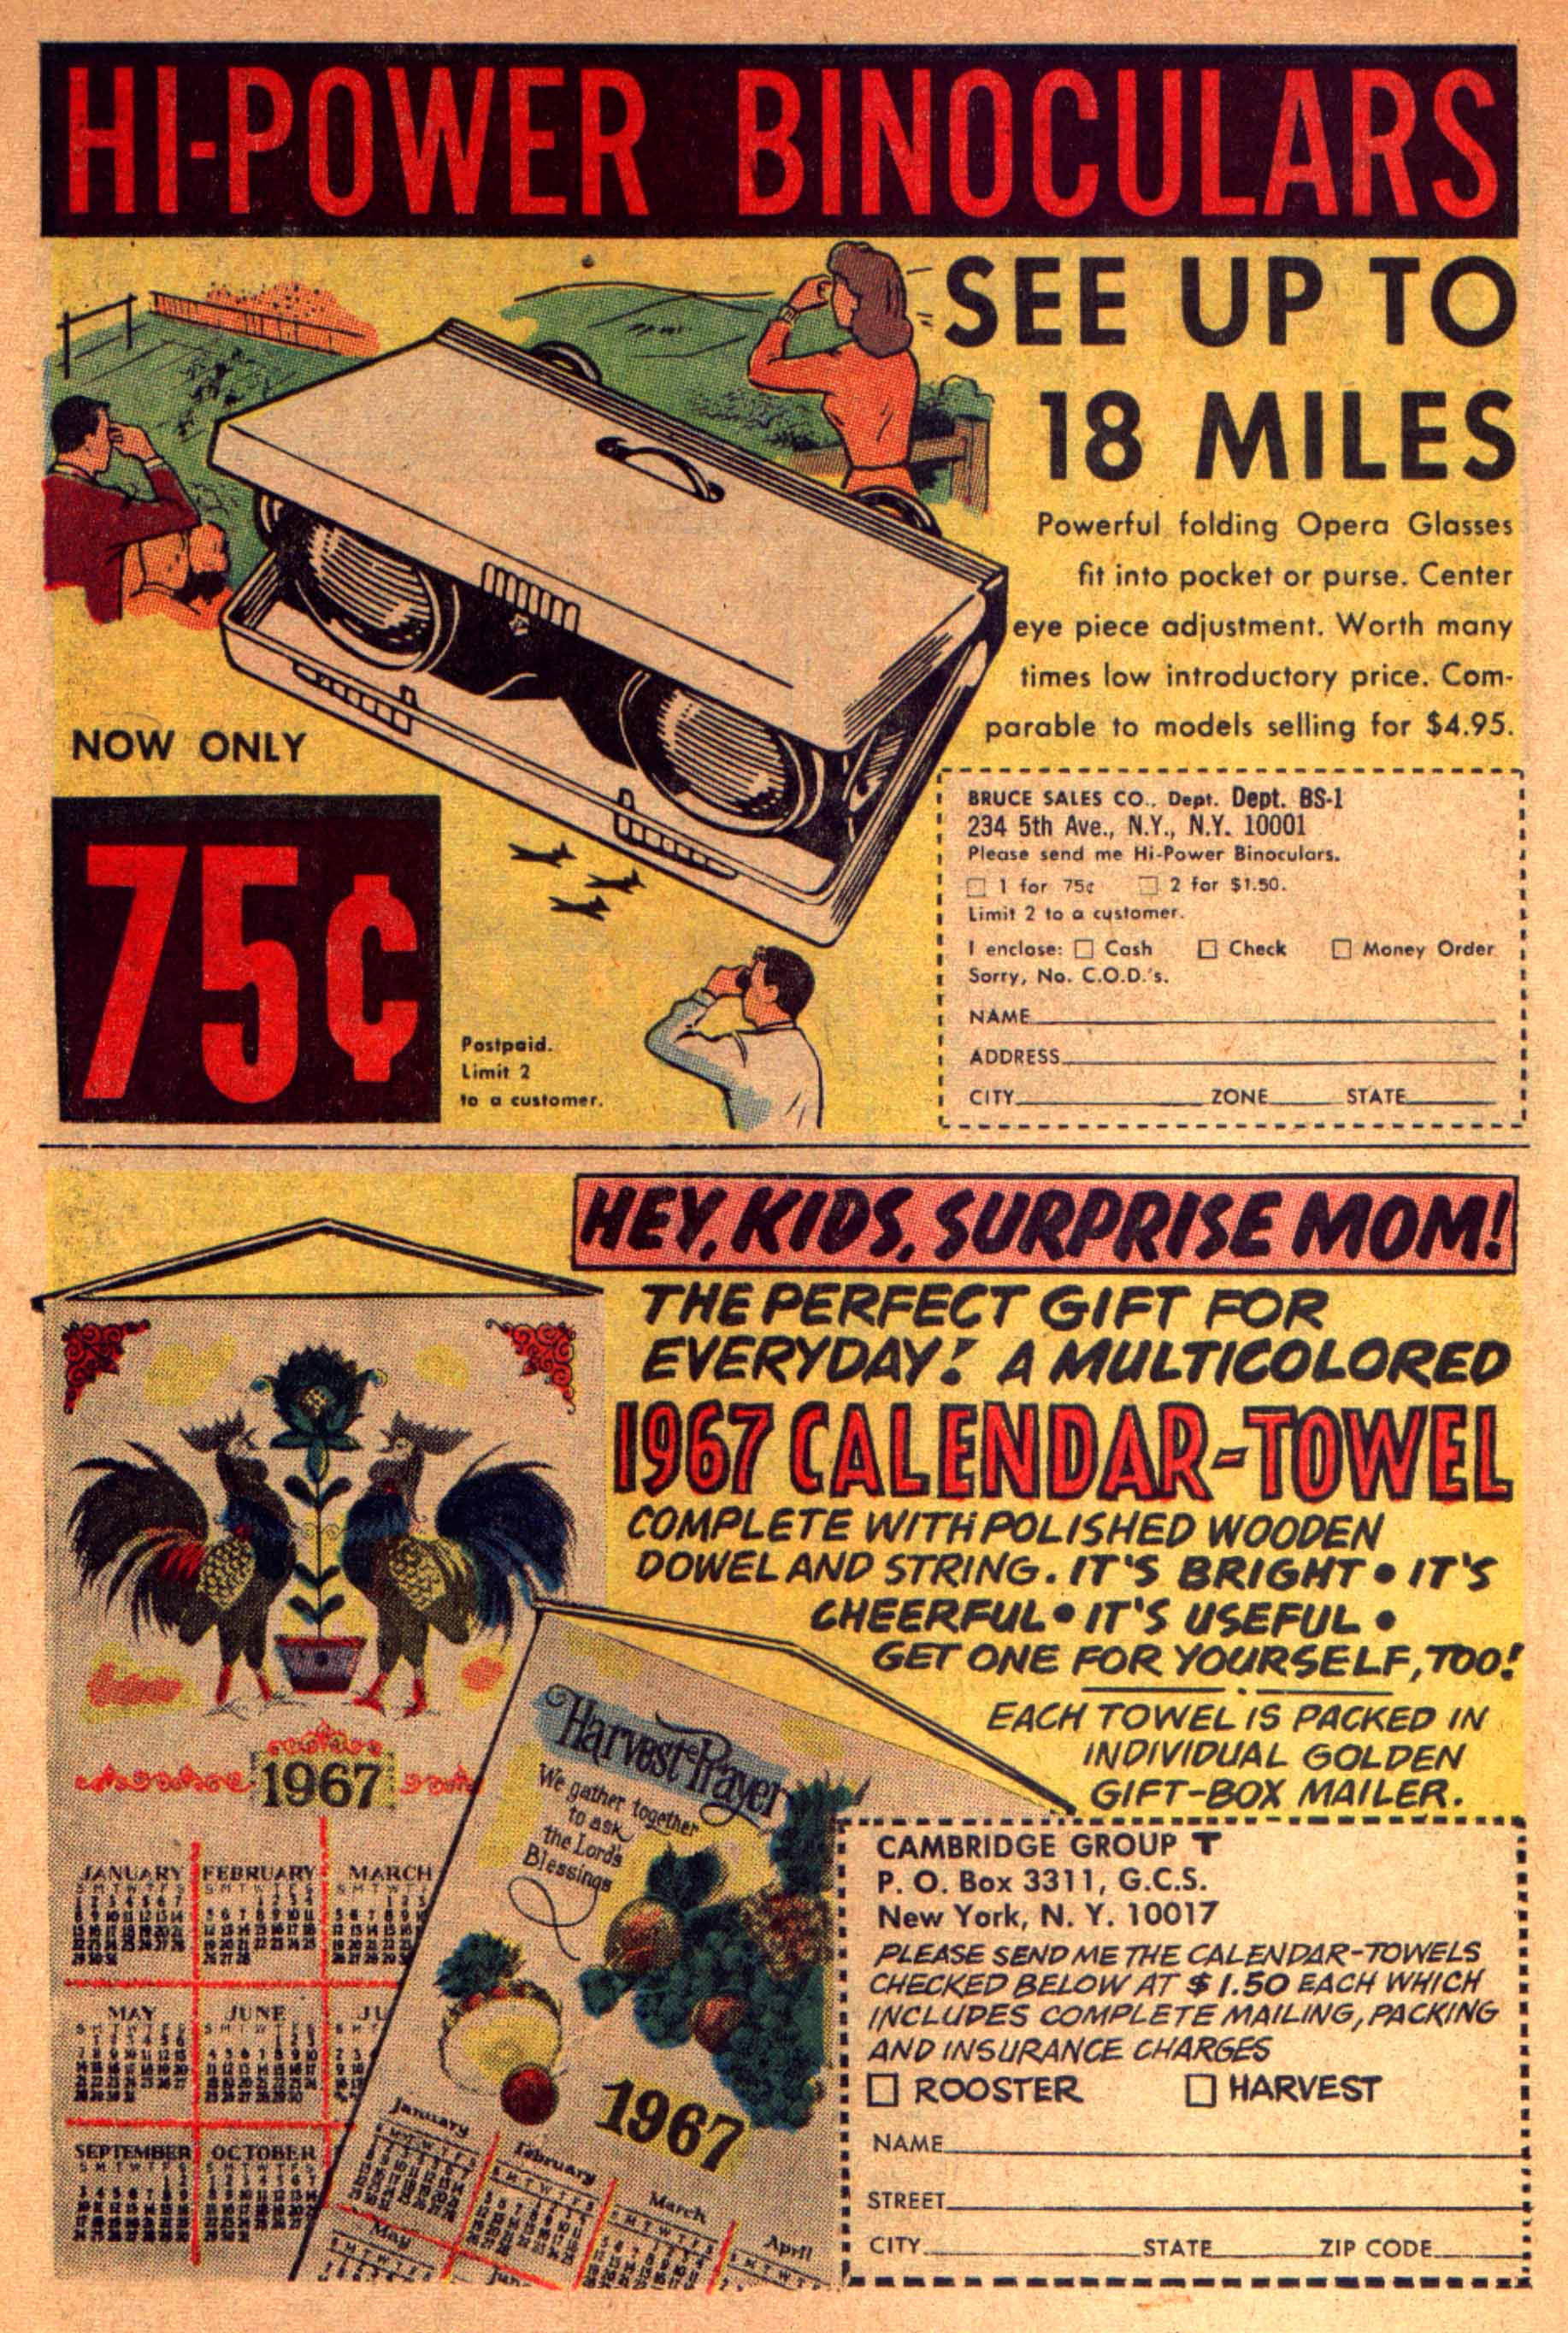 HI-POWER BINOCULARS
SEE UP TO
18 MILES
Powerful folding Opera Glasses
fit into pocket or purse. Center
eye piece adjustment. Worth many
times low introductory price. Com-
parable to models selling for $4.95.
NOW ONLY
75¢
Postpaid.
Limit 2
to a customer.
BRUCE SALES CO., Dept. Dept. BS-1
234 5th Ave., N.Y., N.Y. 10001
Please send me Hi-Power Binoculars.
☐ 1 for 75¢ ☐ 2 for $1.50.
Limit 2 to a customer.
I enclose: ☐ Cash ☐ Check ☐ Money Order
Sorry, No. C.O.D.'s.
NAME
ADDRESS
CITY ZONE STATE
HEY, KIDS, SURPRISE MOM!
THE PERFECT GIFT FOR
EVERYDAY! A MULTICOLORED
1967 CALENDAR-TOWEL
COMPLETE WITH POLISHED WOODEN
DOWEL AND STRING. IT'S BRIGHT • IT'S
CHEERFUL • IT'S USEFUL •
GET ONE FOR YOURSELF, TOO!
EACH TOWEL IS PACKED IN
INDIVIDUAL GOLDEN
GIFT-BOX MAILER.
1967
JANUARY FEBRUARY MARCH
MAY JUNE JU
SEPTEMBER OCTOBER
Harvest Prayer
We gather together
to ask
the Lord's
Blessings
1967
January
February
March
April
May
Jun
CAMBRIDGE GROUP T
P. O. Box 3311, G.C.S.
New York, N. Y. 10017
PLEASE SEND ME THE CALENDAR-TOWELS
CHECKED BELOW AT $1.50 EACH WHICH
INCLUDES COMPLETE MAILING, PACKING
AND INSURANCE CHARGES
☐ ROOSTER ☐ HARVEST
NAME
STREET
CITY STATE ZIP CODE